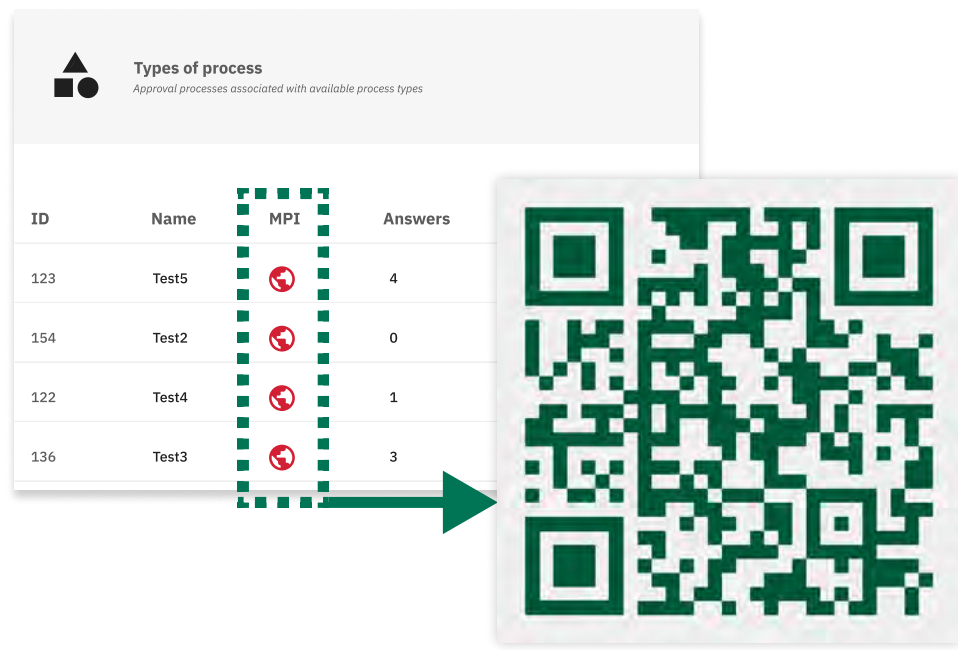 Types of process
Approval processes associated with available process types
ID Name MPI Answers
123 Test5 4
154 Test2 0
122 Test4 1
136 Test3 3